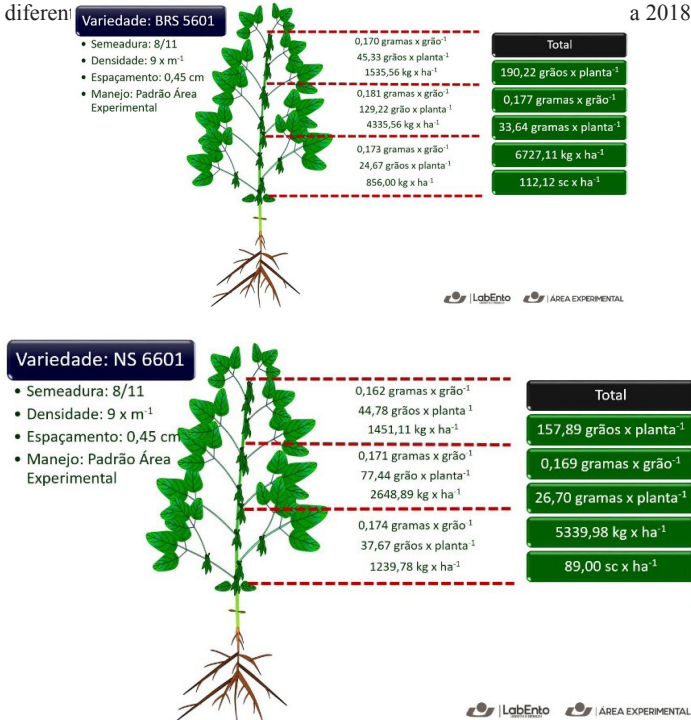 diferent a 2018
Variedade: BRS 5601
• Semeadura: 8/11
• Densidade: 9 x m⁻¹
• Espaçamento: 0,45 cm
• Manejo: Padrão Área
Experimental
0,170 gramas x grão⁻¹
45,33 grãos x planta⁻¹
1535,56 kg x ha⁻¹
0,181 gramas x grão⁻¹
129,22 grão x planta⁻¹
4335,56 kg x ha⁻¹
0,173 gramas x grão⁻¹
24,67 grãos x planta⁻¹
856,00 kg x ha⁻¹
Total
190,22 grãos x planta⁻¹
0,177 gramas x grão⁻¹
33,64 gramas x planta⁻¹
6727,11 kg x ha⁻¹
112,12 sc x ha⁻¹
LabEnto
ÁREA EXPERIMENTAL
Variedade: NS 6601
• Semeadura: 8/11
• Densidade: 9 x m⁻¹
• Espaçamento: 0,45 cm
• Manejo: Padrão Área
Experimental
0,162 gramas x grão⁻¹
44,78 grãos x planta⁻¹
1451,11 kg x ha⁻¹
0,171 gramas x grão⁻¹
77,44 grão x planta⁻¹
2648,89 kg x ha⁻¹
0,174 gramas x grão⁻¹
37,67 grãos x planta⁻¹
1239,78 kg x ha⁻¹
Total
157,89 grãos x planta⁻¹
0,169 gramas x grão⁻¹
26,70 gramas x planta⁻¹
5339,98 kg x ha⁻¹
89,00 sc x ha⁻¹
LabEnto
ÁREA EXPERIMENTAL